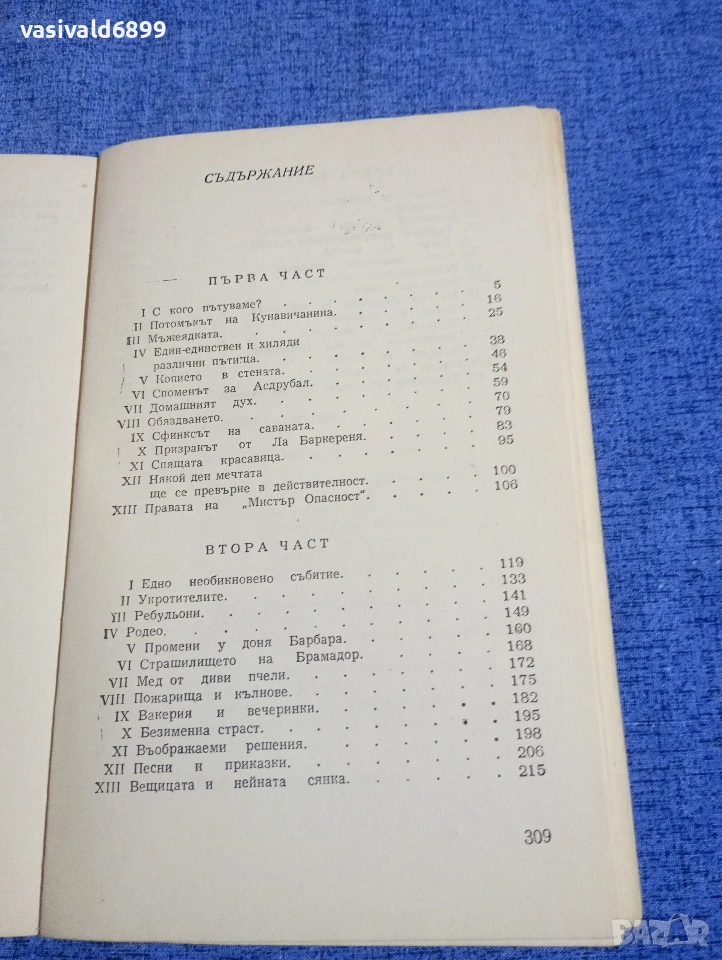 vasivald6899
СЪДЪРЖАНИЕ
ПЪРВА ЧАСТ
I С кого пътуваме? . . . . . . . 5
II Потомъкът на Кунавичанина. . . . . . 16
III Мъжеядката. . . . . . . . 25
IV Един-единствен и хиляди
различни пътища. . . . . . . 38
V Копието в стената. . . . . . . 48
VI Споменът за Асдрубал. . . . . . 54
VII Домашният дух. . . . . . . 59
VIII Обяздването. . . . . . . . 70
IX Сфинксът на саваната. . . . . . 79
X Призракът от Ла Баркереня. . . . . 83
XI Спящата красавица. . . . . . 95
XII Някой ден мечтата
ще се превърне в действителност. . . . . 100
XIII Правата на „Мистър Опасност“. . . . . 106
ВТОРА ЧАСТ
I Едно необикновено събитие. . . . . 119
II Укротителите. . . . . . . . 133
III Ребульони. . . . . . . . 141
IV Родео. . . . . . . . . 149
V Промени у доня Барбара. . . . . 160
VI Страшилището на Брамадор. . . . . 168
VII Мед от диви пчели. . . . . . 172
VIII Пожарища и кълнове. . . . . . 175
IX Вакерия и вечеринки. . . . . . 182
X Безименна страст. . . . . . . 195
XI Въображаеми решения. . . . . . 198
XII Песни и приказки. . . . . . 206
XIII Вещицата и нейната сянка. . . . . 215
309
BAZAR